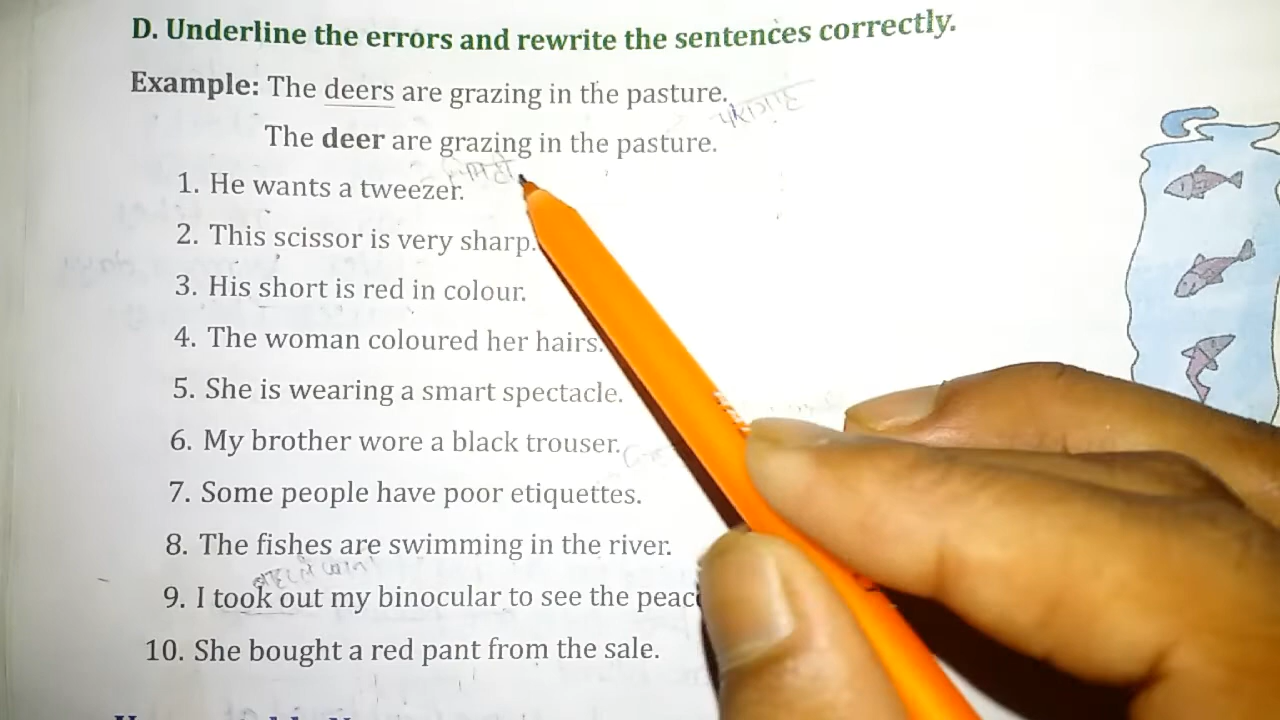 D. Underline the errors and rewrite the sentences correctly.
Example: The deers are grazing in the pasture.
The deer are grazing in the pasture.
1. He wants a tweezer.
2. This scissor is very sharp.
3. His short is red in colour.
4. The woman coloured her hairs.
5. She is wearing a smart spectacle.
6. My brother wore a black trouser.
7. Some people have poor etiquettes.
8. The fishes are swimming in the river.
9. I took out my binocular to see the
10. She bought a red pant from the sale.